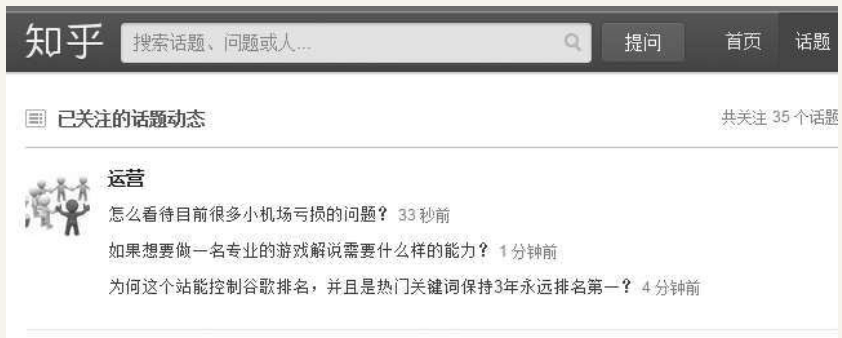 知乎 搜索话题、问题或人... 提问 首页 话题
已关注的话题动态 共关注 35 个话题
运营
怎么看待目前很多小机场亏损的问题？ 33 秒前
如果想要做一名专业的游戏解说需要什么样的能力？ 1 分钟前
为何这个站能控制谷歌排名，并且是热门关键词保持3年永远排名第一？ 4 分钟前